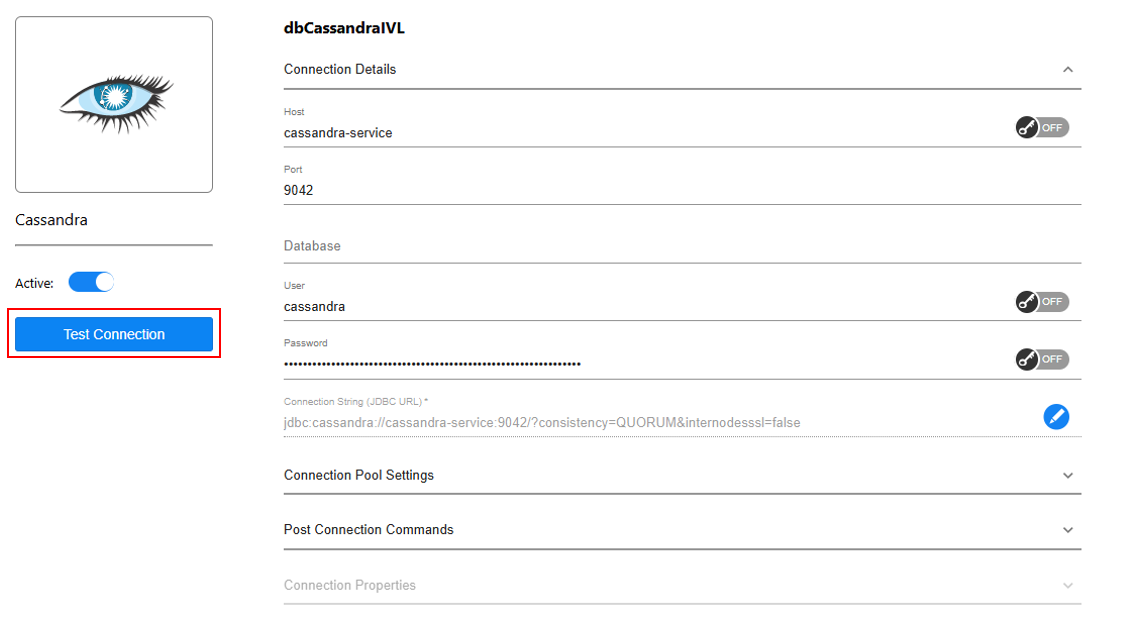 Cassandra
Active:
Test Connection
dbCassandraIVL
Connection Details
Host
cassandra-service
OFF
Port
9042
Database
User
cassandra
OFF
Password
••••••••••••••••••••••••••••••••••••••••••••••••••••••••••••••••
OFF
Connection String (JDBC URL) *
jdbc:cassandra://cassandra-service:9042/?consistency=QUORUM&internodesssl=false
Connection Pool Settings
Post Connection Commands
Connection Properties